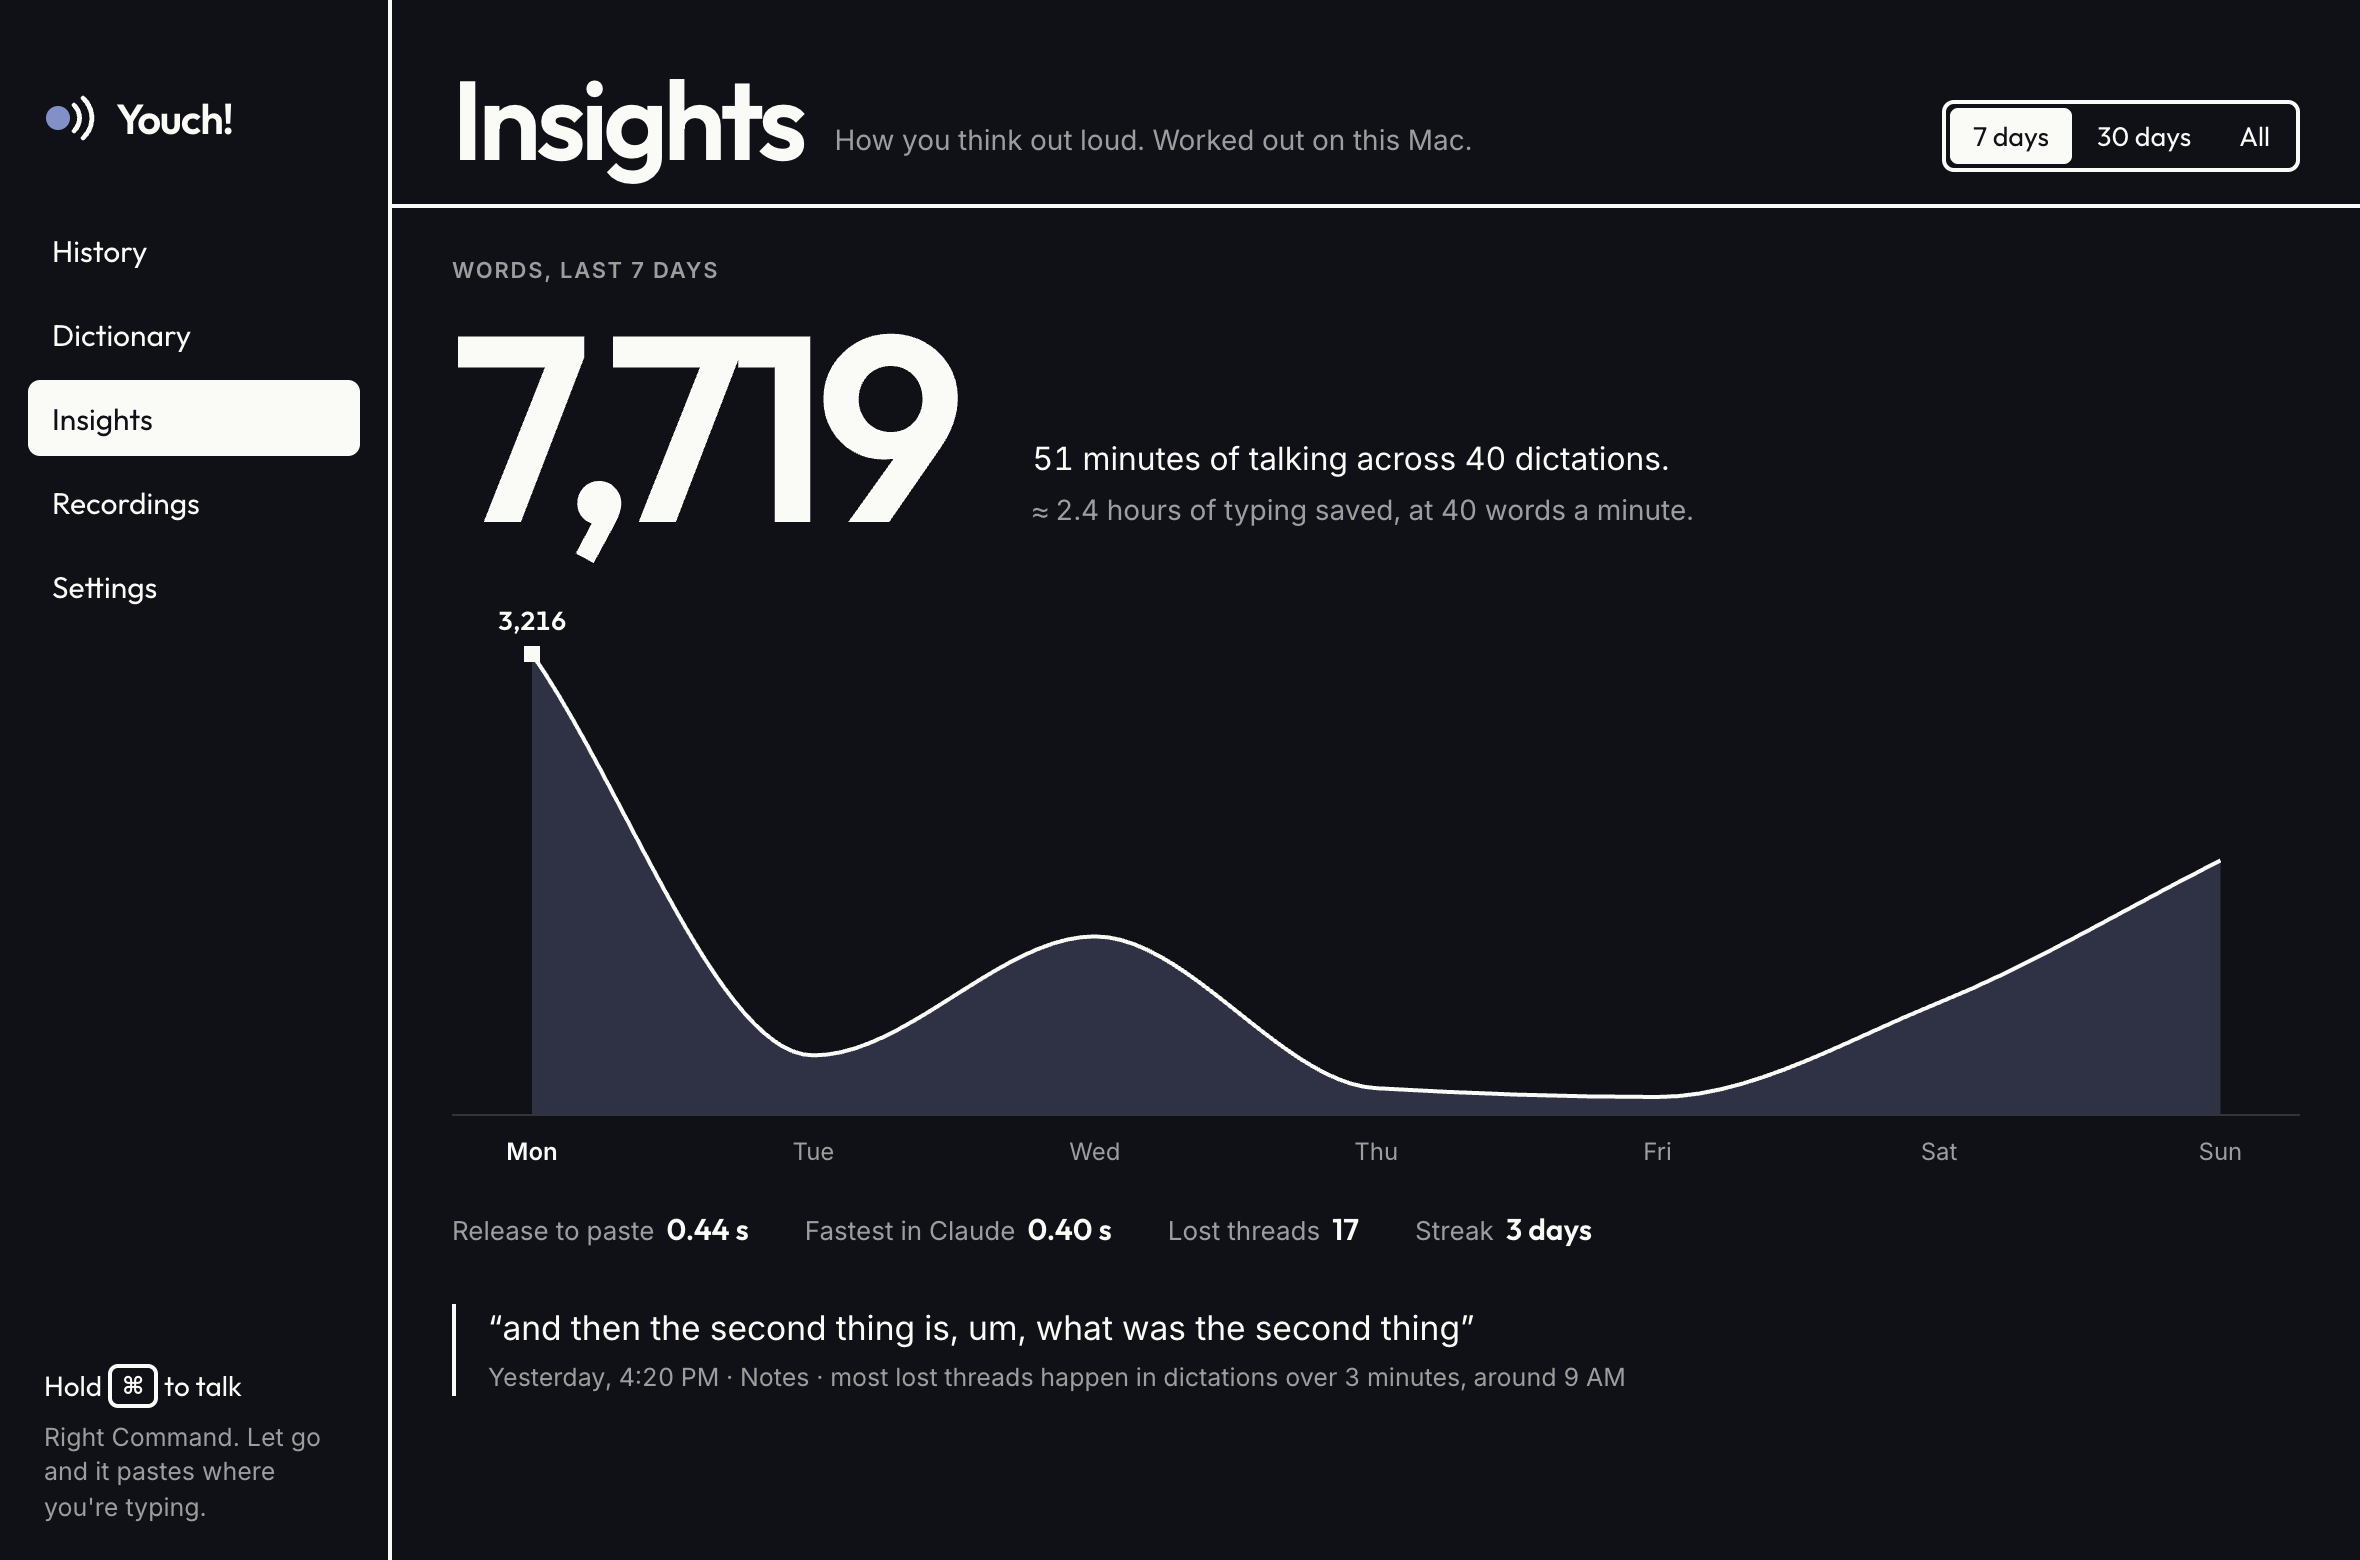 Youch!
History
Dictionary
Insights
Recordings
Settings
Hold ⌘ to talk
Right Command. Let go
and it pastes where
you're typing.
Insights How you think out loud. Worked out on this Mac.
7 days 30 days All
WORDS, LAST 7 DAYS
7,719
51 minutes of talking across 40 dictations.
≈ 2.4 hours of typing saved, at 40 words a minute.
3,216
Mon Tue Wed Thu Fri Sat Sun
Release to paste 0.44 s Fastest in Claude 0.40 s Lost threads 17 Streak 3 days
“and then the second thing is, um, what was the second thing”
Yesterday, 4:20 PM · Notes · most lost threads happen in dictations over 3 minutes, around 9 AM